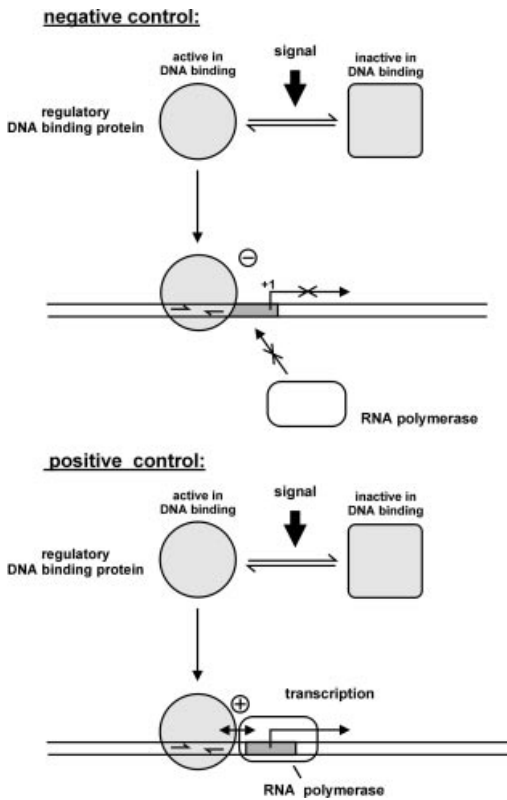 negative control:
signal
active in
DNA binding
inactive in
DNA binding
regulatory
DNA binding protein
−
+1
RNA polymerase
positive control:
signal
active in
DNA binding
inactive in
DNA binding
regulatory
DNA binding protein
+
transcription
RNA polymerase